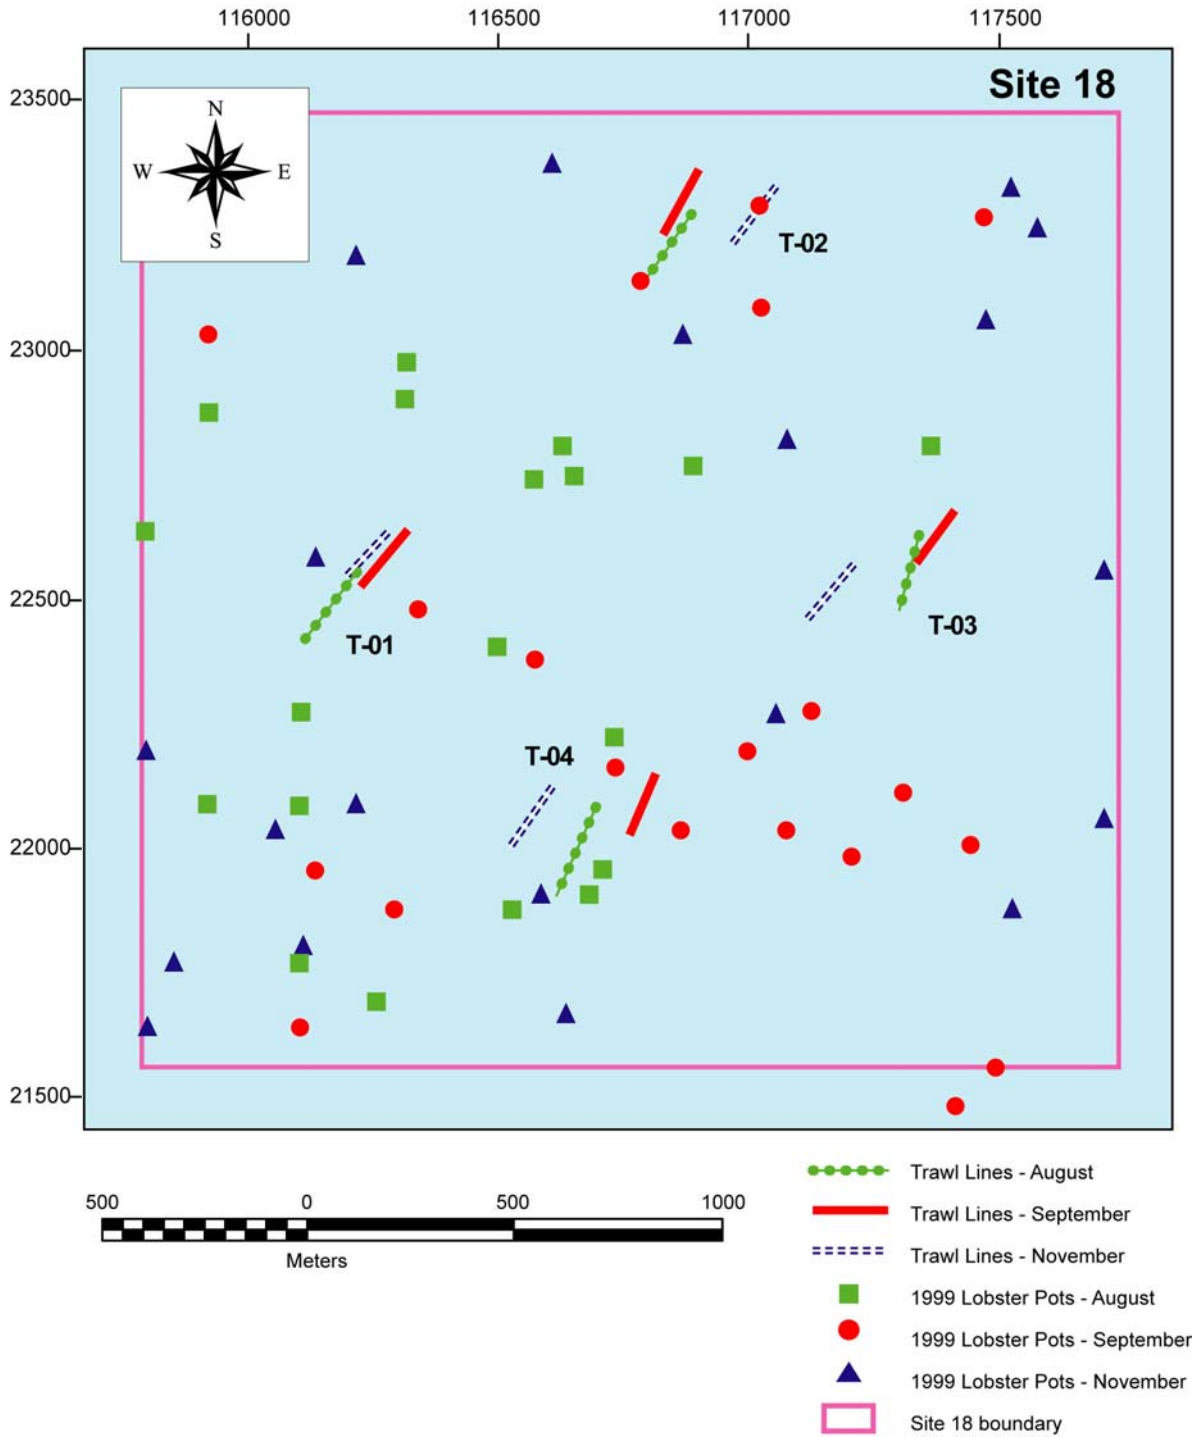 116000 116500 117000 117500
Site 18
23500
N
W E
S
T-02
23000
22500
T-01
T-03
T-04
22000
21500
500 0 500 1000
Meters
Trawl Lines - August
Trawl Lines - September
Trawl Lines - November
1999 Lobster Pots - August
1999 Lobster Pots - September
1999 Lobster Pots - November
Site 18 boundary